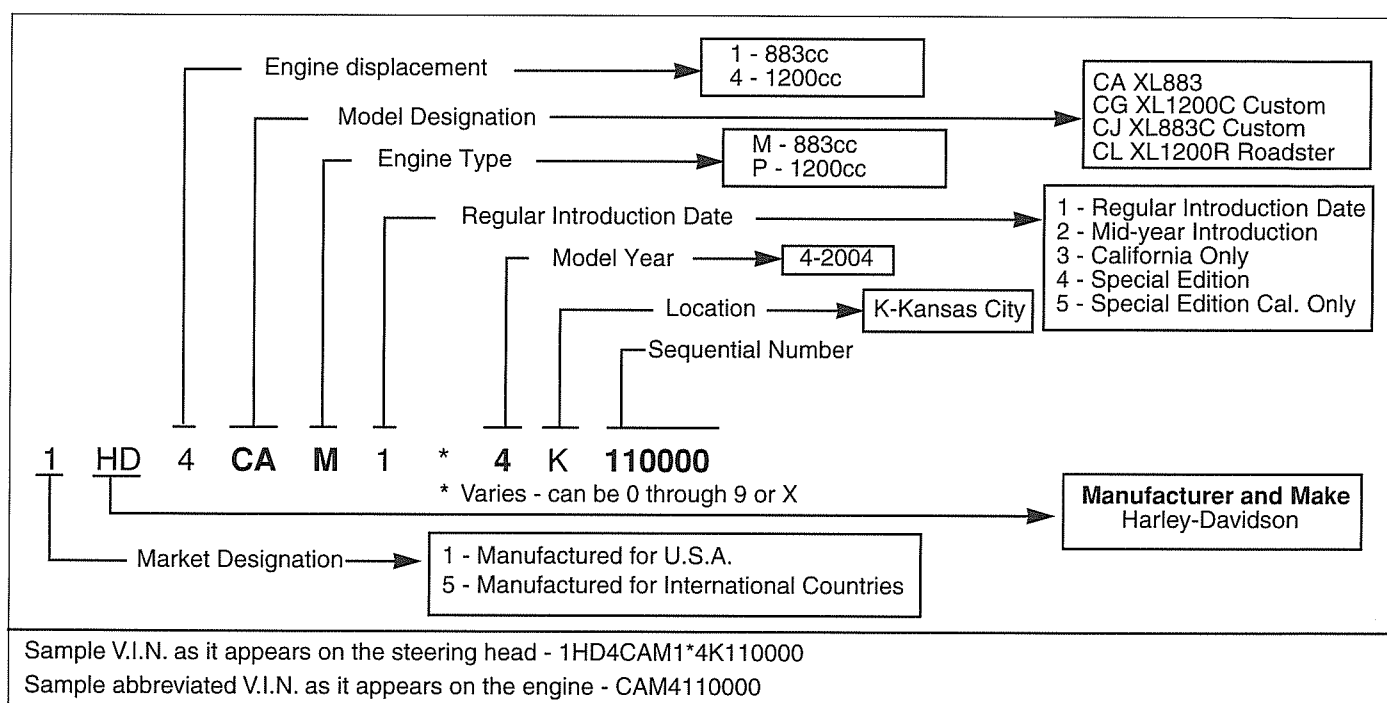 Engine displacement
1 - 883cc
4 - 1200cc
Model Designation
CA XL883
CG XL1200C Custom
CJ XL883C Custom
CL XL1200R Roadster
Engine Type
M - 883cc
P - 1200cc
Regular Introduction Date
1 - Regular Introduction Date
2 - Mid-year Introduction
3 - California Only
4 - Special Edition
5 - Special Edition Cal. Only
Model Year
4-2004
Location
K-Kansas City
Sequential Number
1 HD 4 CA M 1 * 4 K 110000
* Varies - can be 0 through 9 or X
Manufacturer and Make
Harley-Davidson
Market Designation
1 - Manufactured for U.S.A.
5 - Manufactured for International Countries
Sample V.I.N. as it appears on the steering head - 1HD4CAM1*4K110000
Sample abbreviated V.I.N. as it appears on the engine - CAM4110000